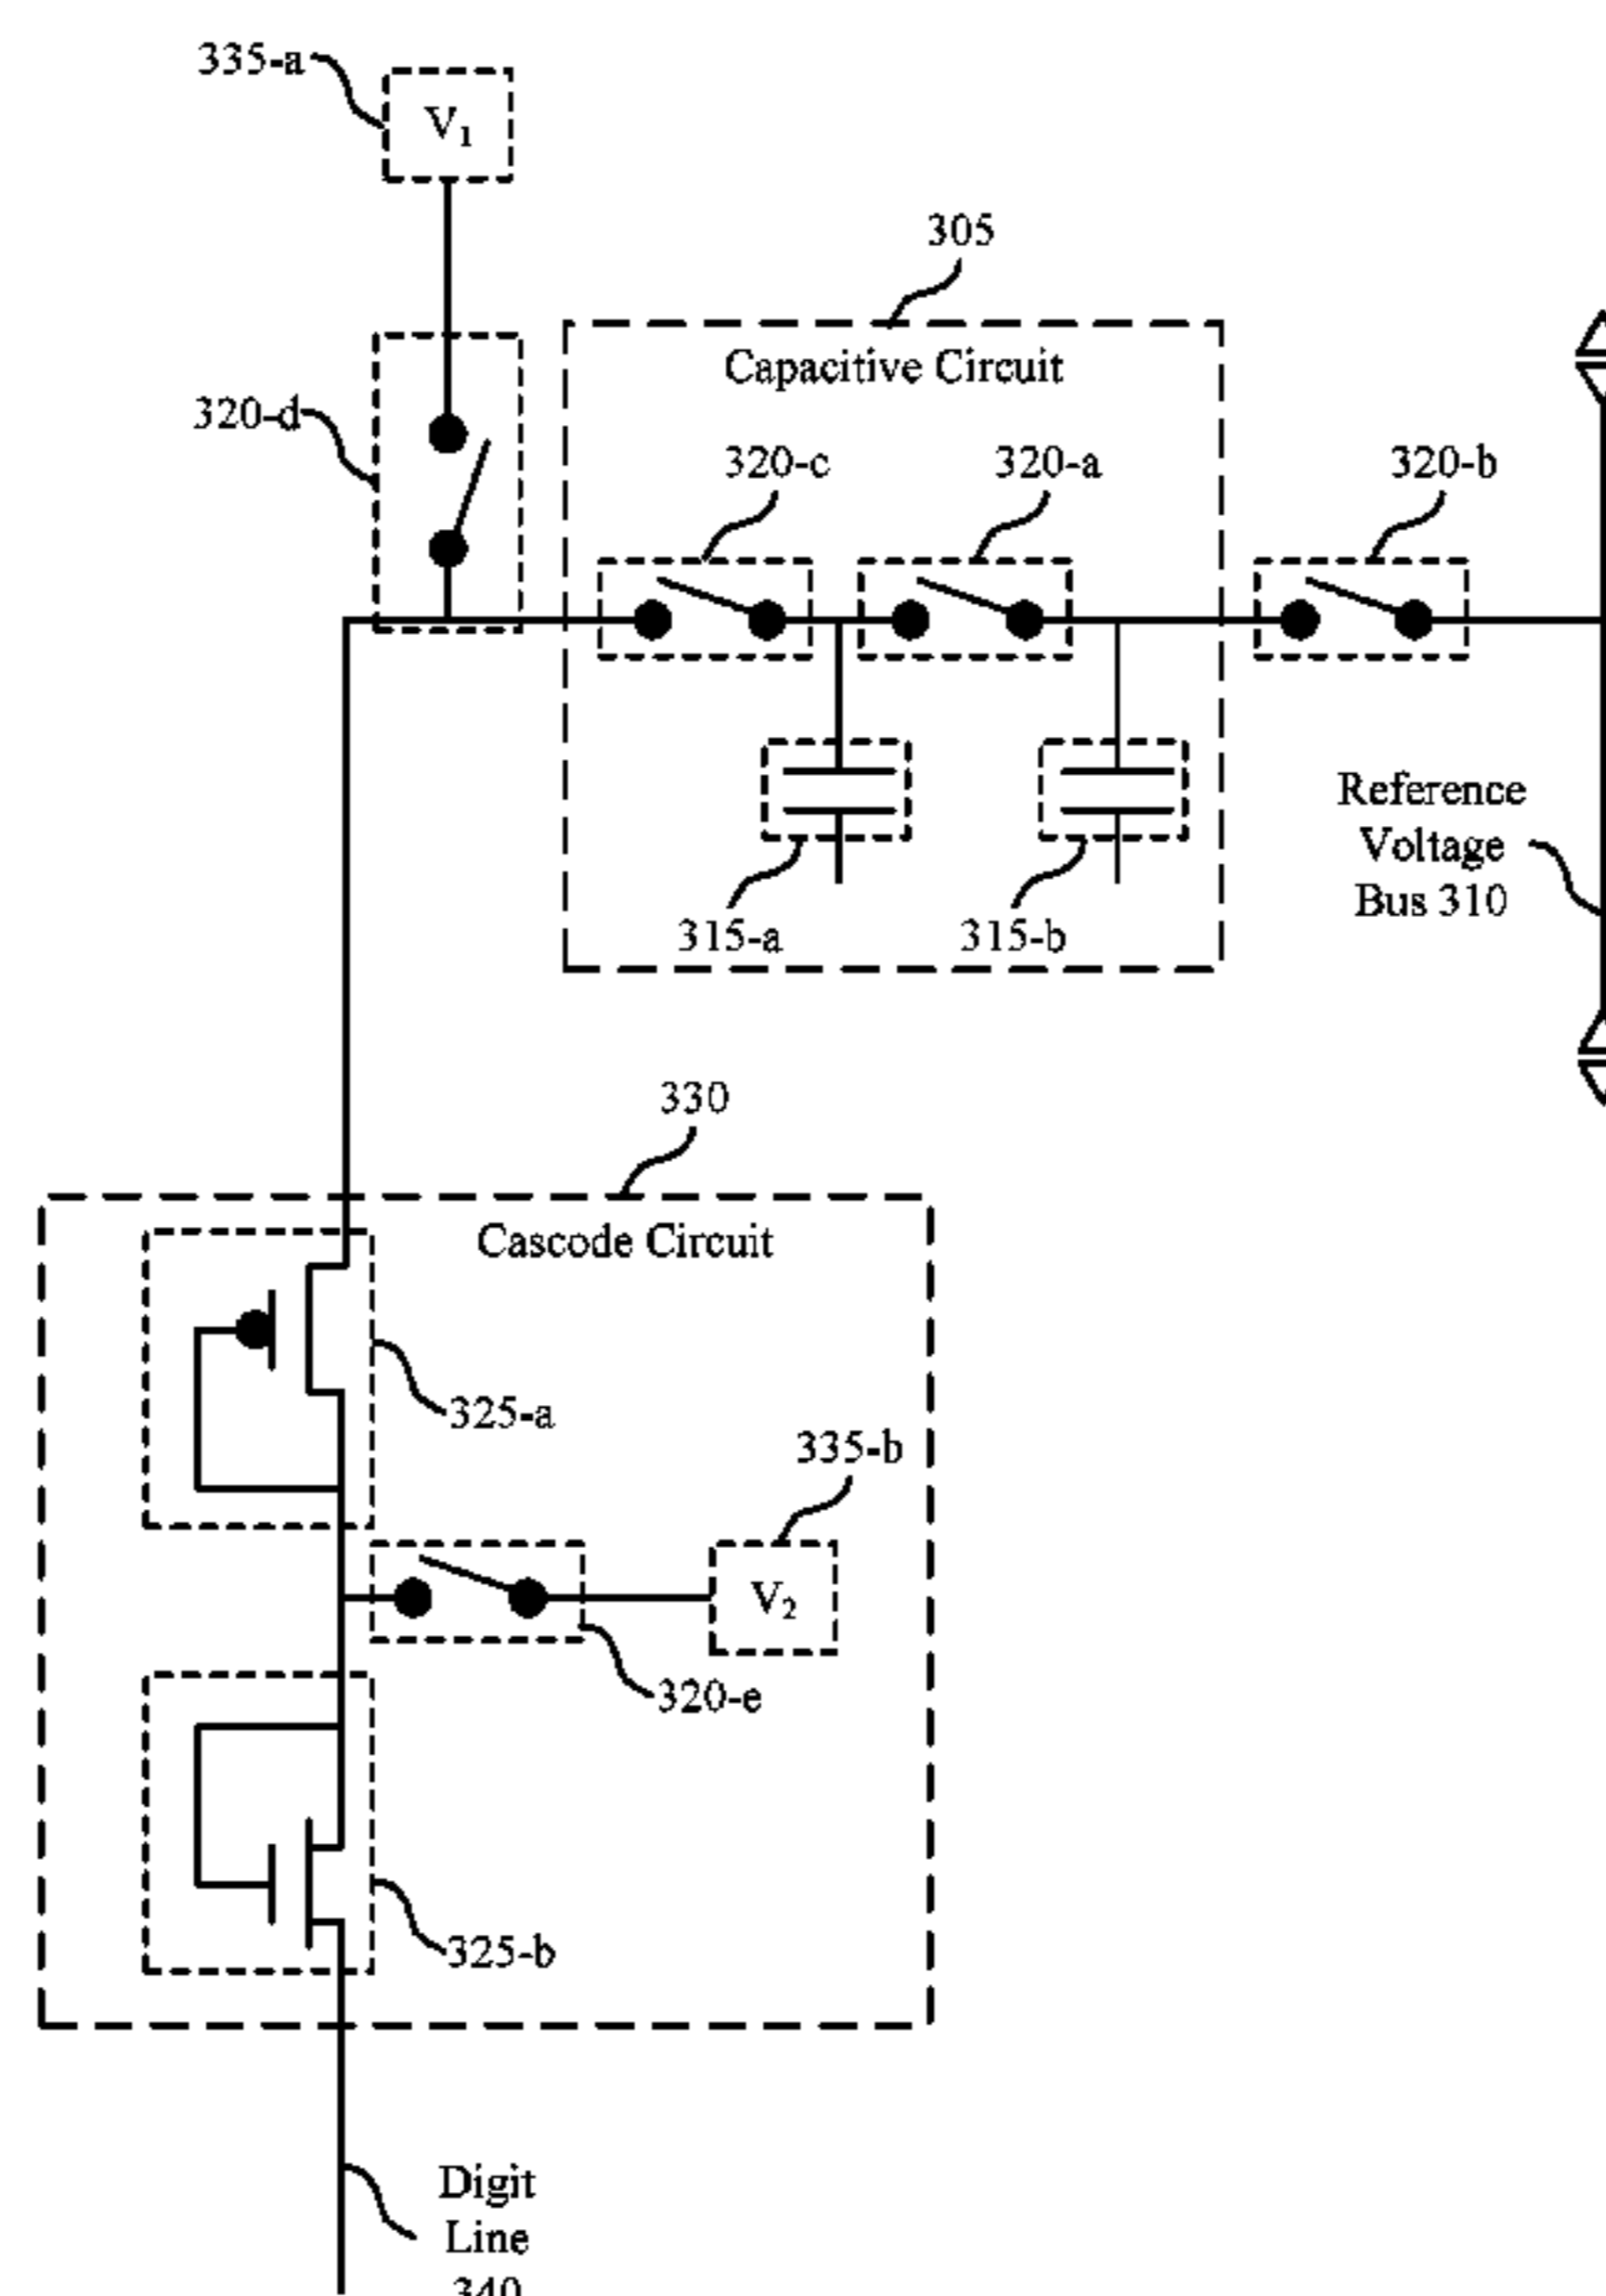 335-a
V₁
305
Capacitive Circuit
320-d
320-c
320-a
320-b
Reference
Voltage
Bus 310
315-a
315-b
330
Cascode Circuit
325-a
335-b
V₂
320-e
325-b
Digit
Line
340